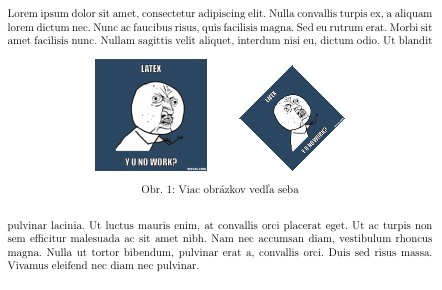 Lorem ipsum dolor sit amet, consectetur adipiscing elit. Nulla convallis turpis ex, a aliquam
lorem dictum nec. Nunc ac faucibus risus, quis facilisis magna. Sed eu rutrum erat. Morbi sit
amet facilisis nunc. Nullam sagittis velit aliquet, interdum nisi eu, dictum odio. Ut blandit
LATEX
Y U NO WORK?
LATEX
Y U NO WORK?
Obr. 1: Viac obrázkov vedľa seba
pulvinar lacinia. Ut luctus mauris enim, at convallis orci placerat eget. Ut ac turpis non
sem efficitur malesuada ac sit amet nibh. Nam nec accumsan diam, vestibulum rhoncus
magna. Nulla ut tortor bibendum, pulvinar erat a, convallis orci. Duis sed risus massa.
Vivamus eleifend nec diam nec pulvinar.